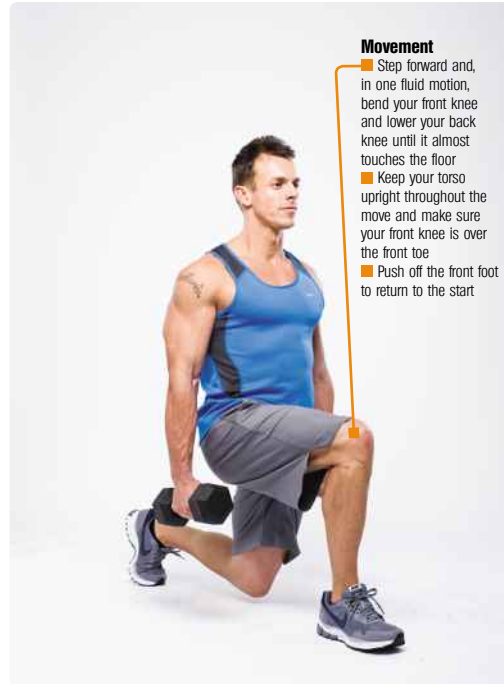 Movement
Step forward and,
in one fluid motion,
bend your front knee
and lower your back
knee until it almost
touches the floor
Keep your torso
upright throughout the
move and make sure
your front knee is over
the front toe
Push off the front foot
to return to the start